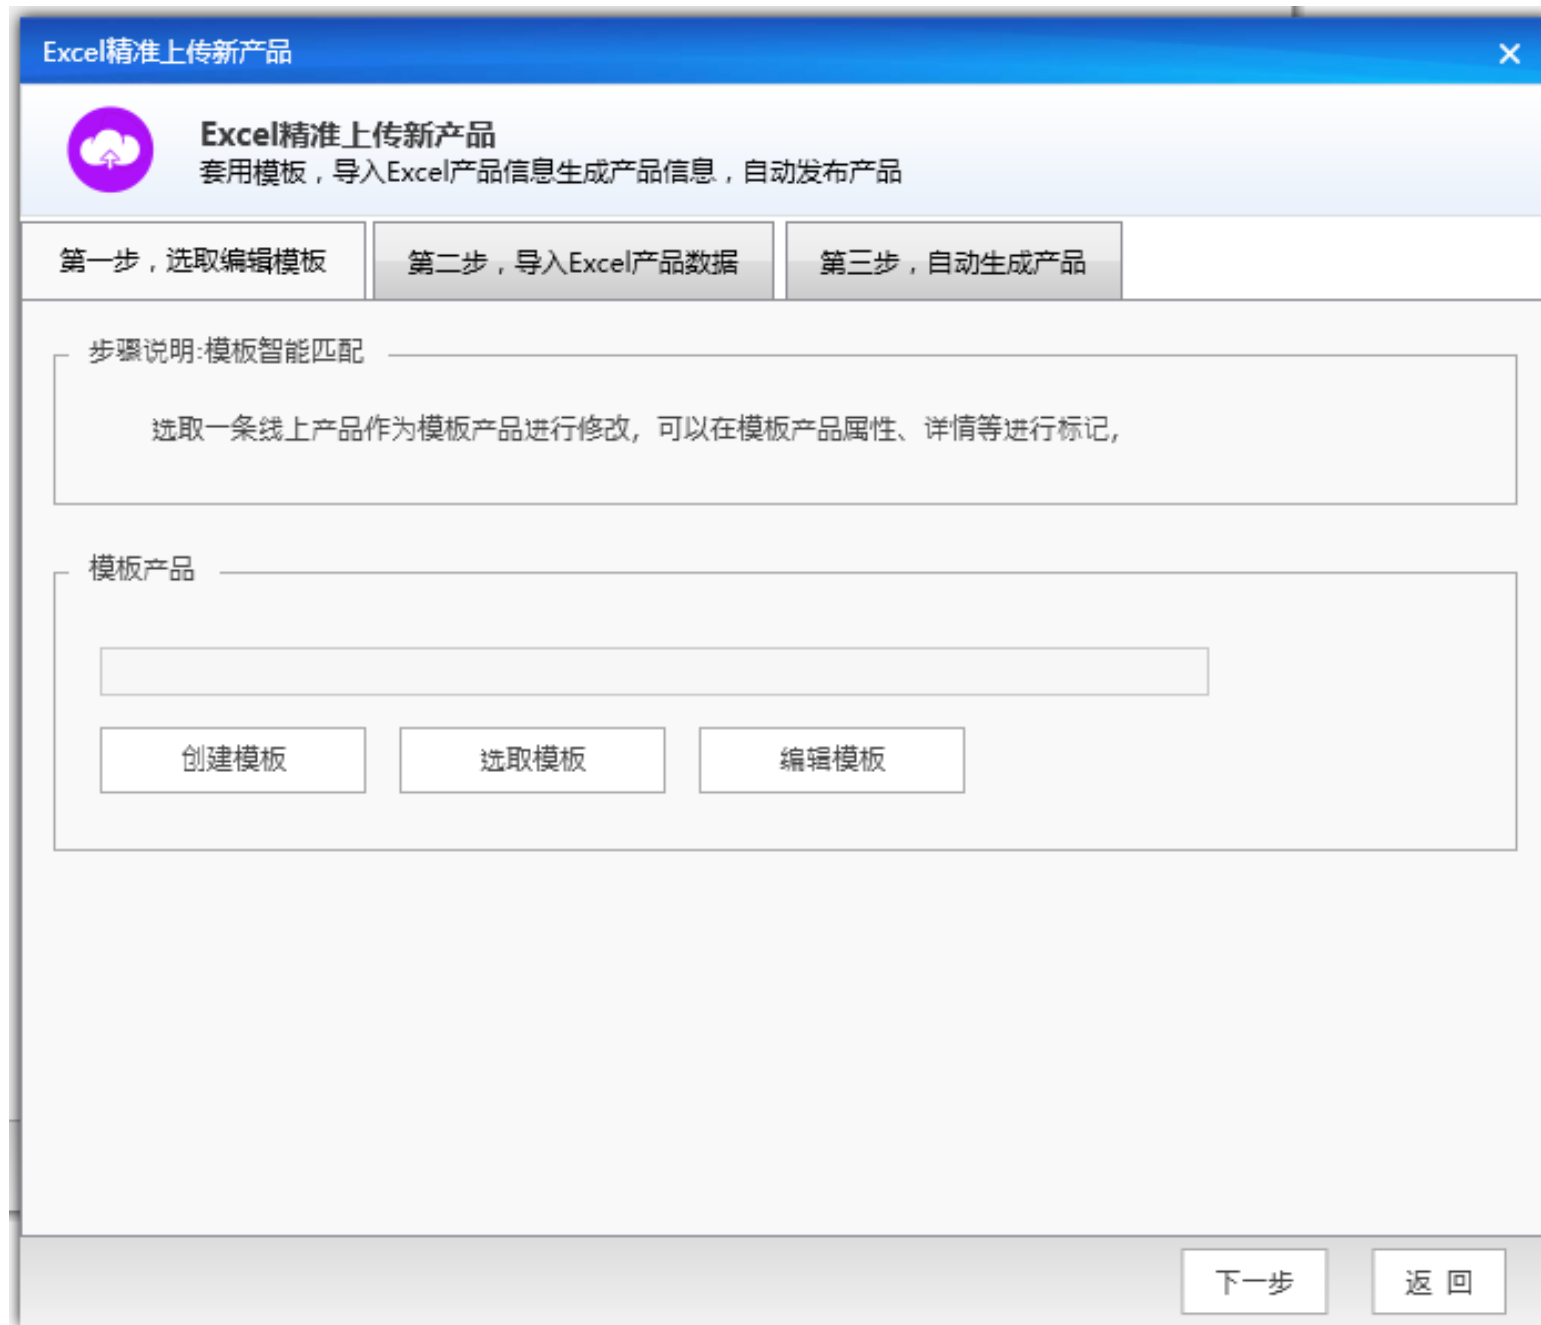 Excel精准上传新产品
Excel精准上传新产品
套用模板，导入Excel产品信息生成产品信息，自动发布产品
第一步，选取编辑模板
第二步，导入Excel产品数据
第三步，自动生成产品
步骤说明:模板智能匹配
选取一条线上产品作为模板产品进行修改，可以在模板产品属性、详情等进行标记，
模板产品
创建模板
选取模板
编辑模板
下一步
返 回